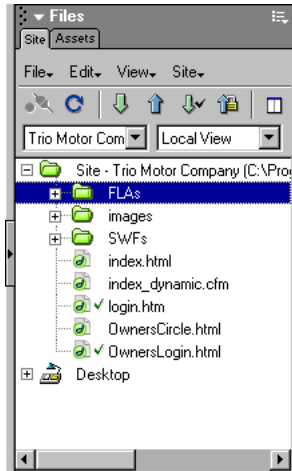 Files
Site Assets
File Edit View Site
Trio Motor Com Local View
Site - Trio Motor Company (C:\Prog
FLAs
images
SWFs
index.html
index_dynamic.cfm
login.htm
OwnersCircle.html
OwnersLogin.html
Desktop